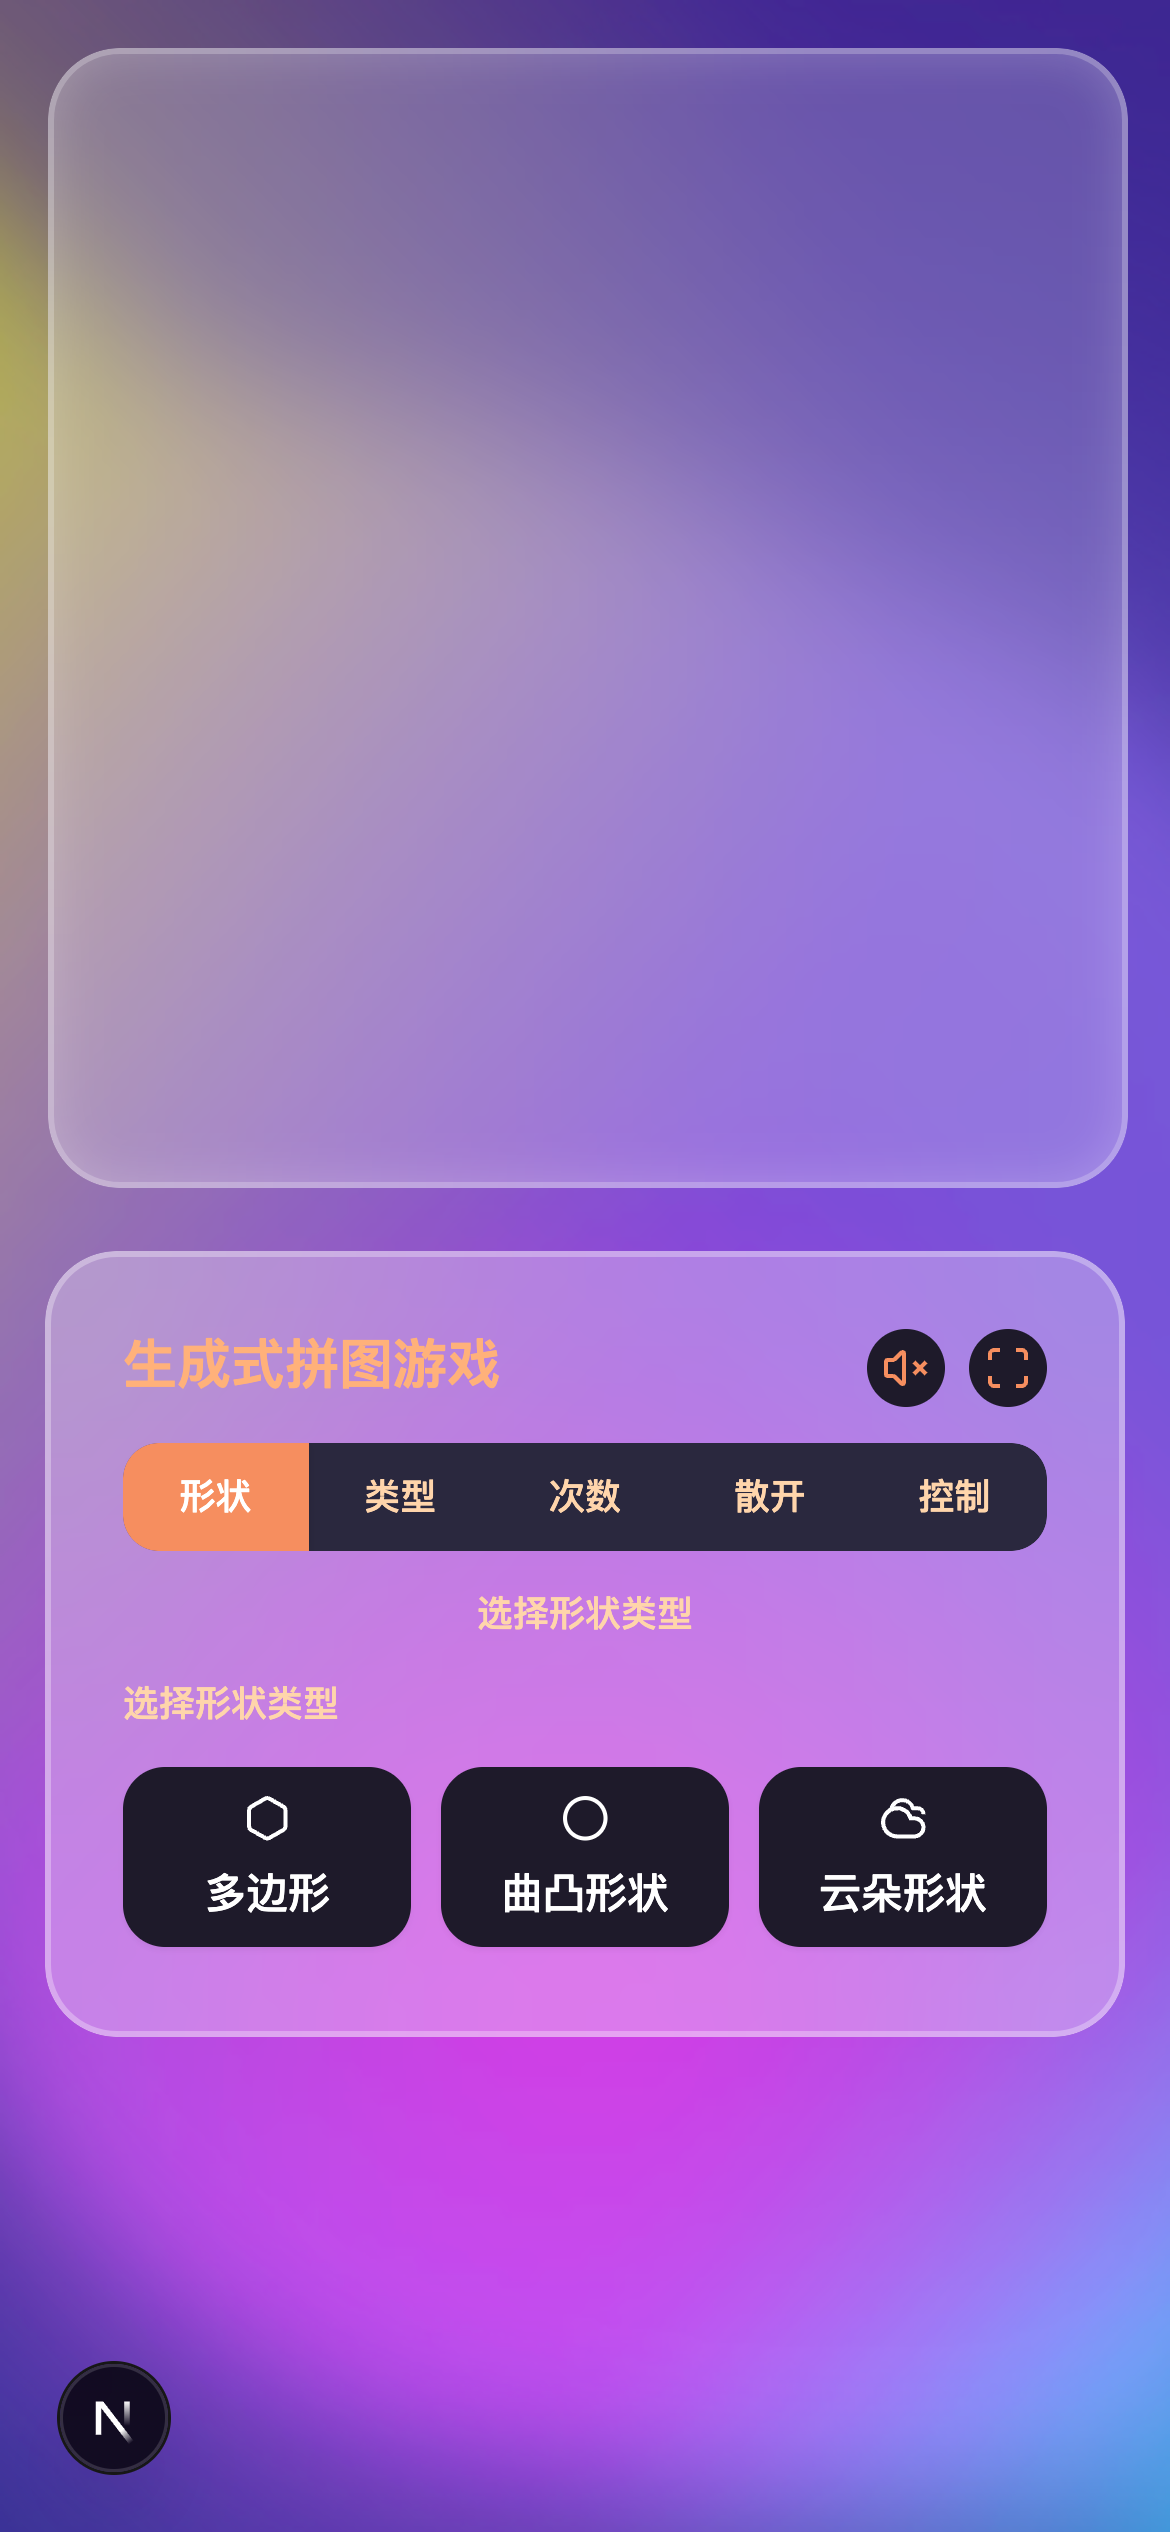 生成式拼图游戏
形状 类型 次数 散开 控制
选择形状类型
选择形状类型
多边形 曲凸形状 云朵形状
N